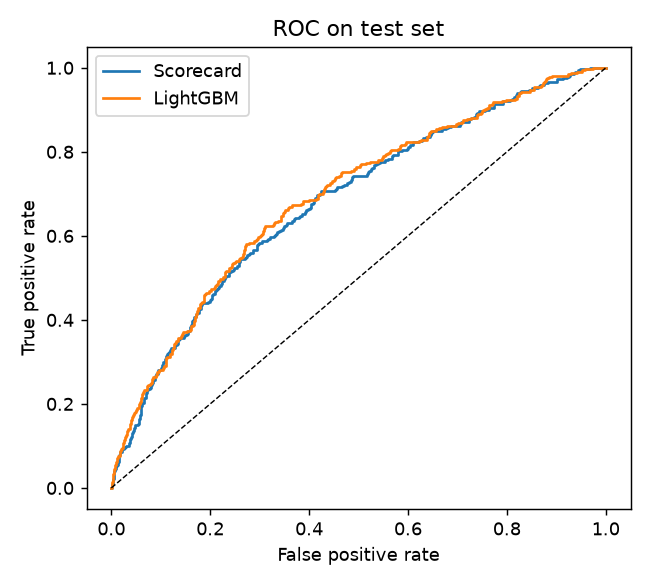 ROC on test set
Scorecard
LightGBM
1.0
0.8
0.6
0.4
0.2
0.0
True positive rate
0.0 0.2 0.4 0.6 0.8 1.0
False positive rate